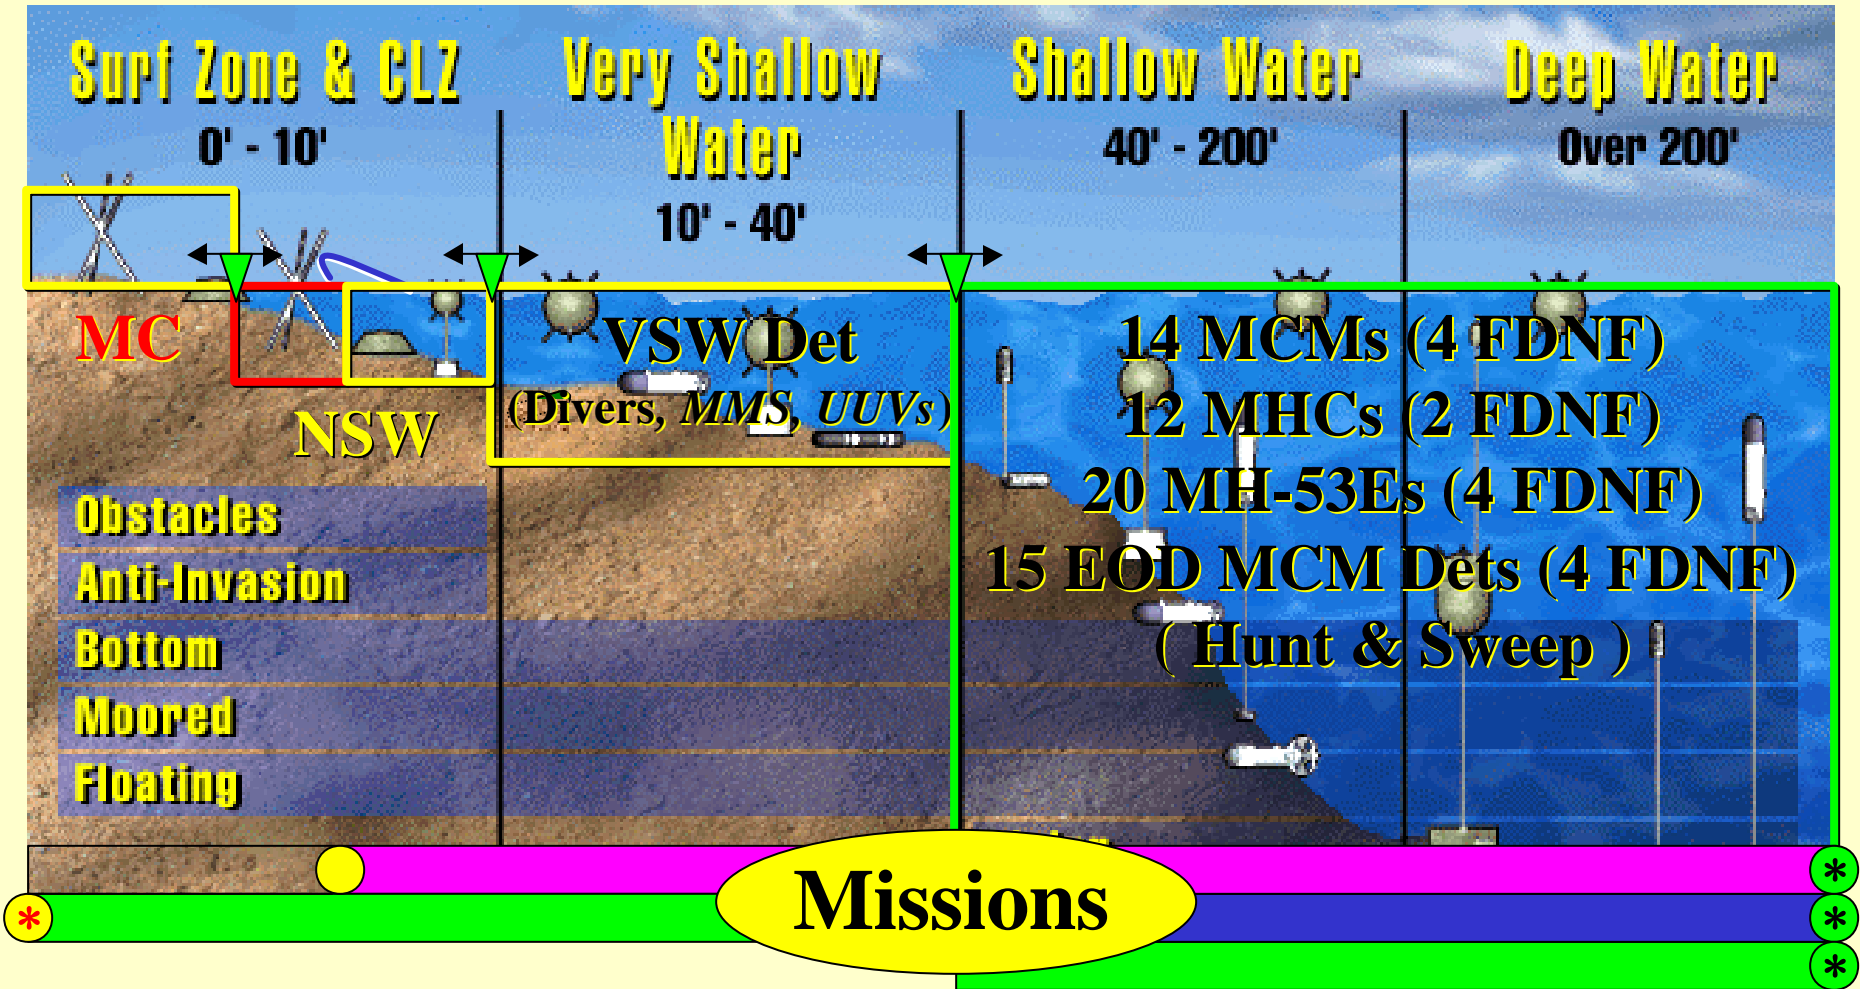 Surf Zone & CLZ
0' - 10'
Very Shallow
Water
10' - 40'
Shallow Water
40' - 200'
Deep Water
Over 200'
MC
NSW
VSW Det
(Divers, MMS, UUVs)
14 MCMs (4 FDNF)
12 MHCs (2 FDNF)
20 MH-53Es (4 FDNF)
15 EOD MCM Dets (4 FDNF)
( Hunt & Sweep )
Obstacles
Anti-Invasion
Bottom
Moored
Floating
Missions
*
*
*
*